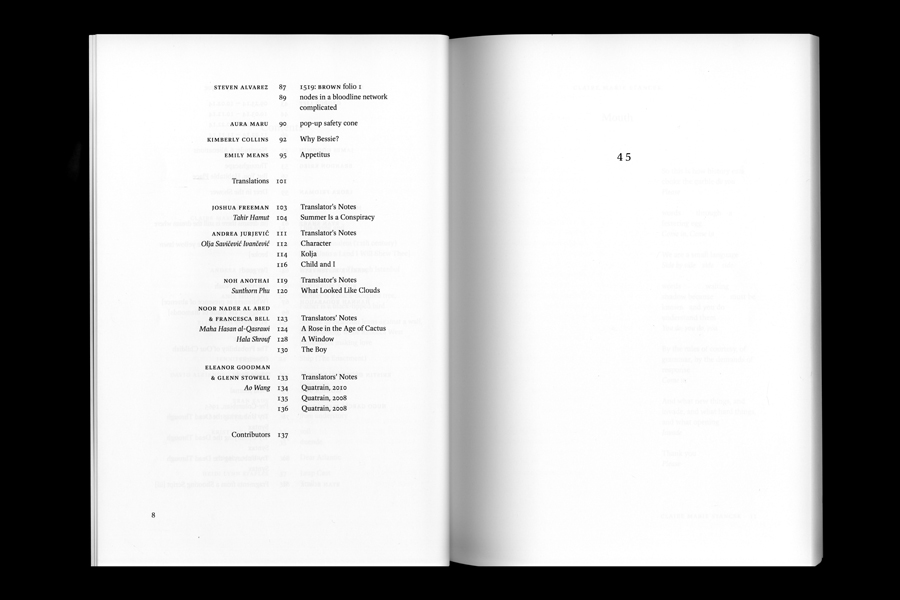 STEVEN ALVAREZ 87 1519: BROWN folio 1
89 nodes in a bloodline network
complicated
AURA MARU 90 pop-up safety cone
KIMBERLY COLLINS 92 Why Bessie?
EMILY MEANS 95 Appetitus
Translations 101
JOSHUA FREEMAN 103 Translator's Notes
Tahir Hamut 104 Summer Is a Conspiracy
ANDREA JURJEVIĆ 111 Translator's Notes
Olja Savičević Ivančević 112 Character
114 Kolja
116 Child and I
NOH ANOTHAI 119 Translator's Notes
Sunthorn Phu 120 What Looked Like Clouds
NOOR NADER AL ABED
& FRANCESCA BELL 123 Translators' Notes
Maha Hasan al-Qasrawi 124 A Rose in the Age of Cactus
Hala Shrouf 128 A Window
130 The Boy
ELEANOR GOODMAN
& GLENN STOWELL 133 Translators' Notes
Ao Wang 134 Quatrain, 2010
135 Quatrain, 2008
136 Quatrain, 2008
Contributors 137
8
45